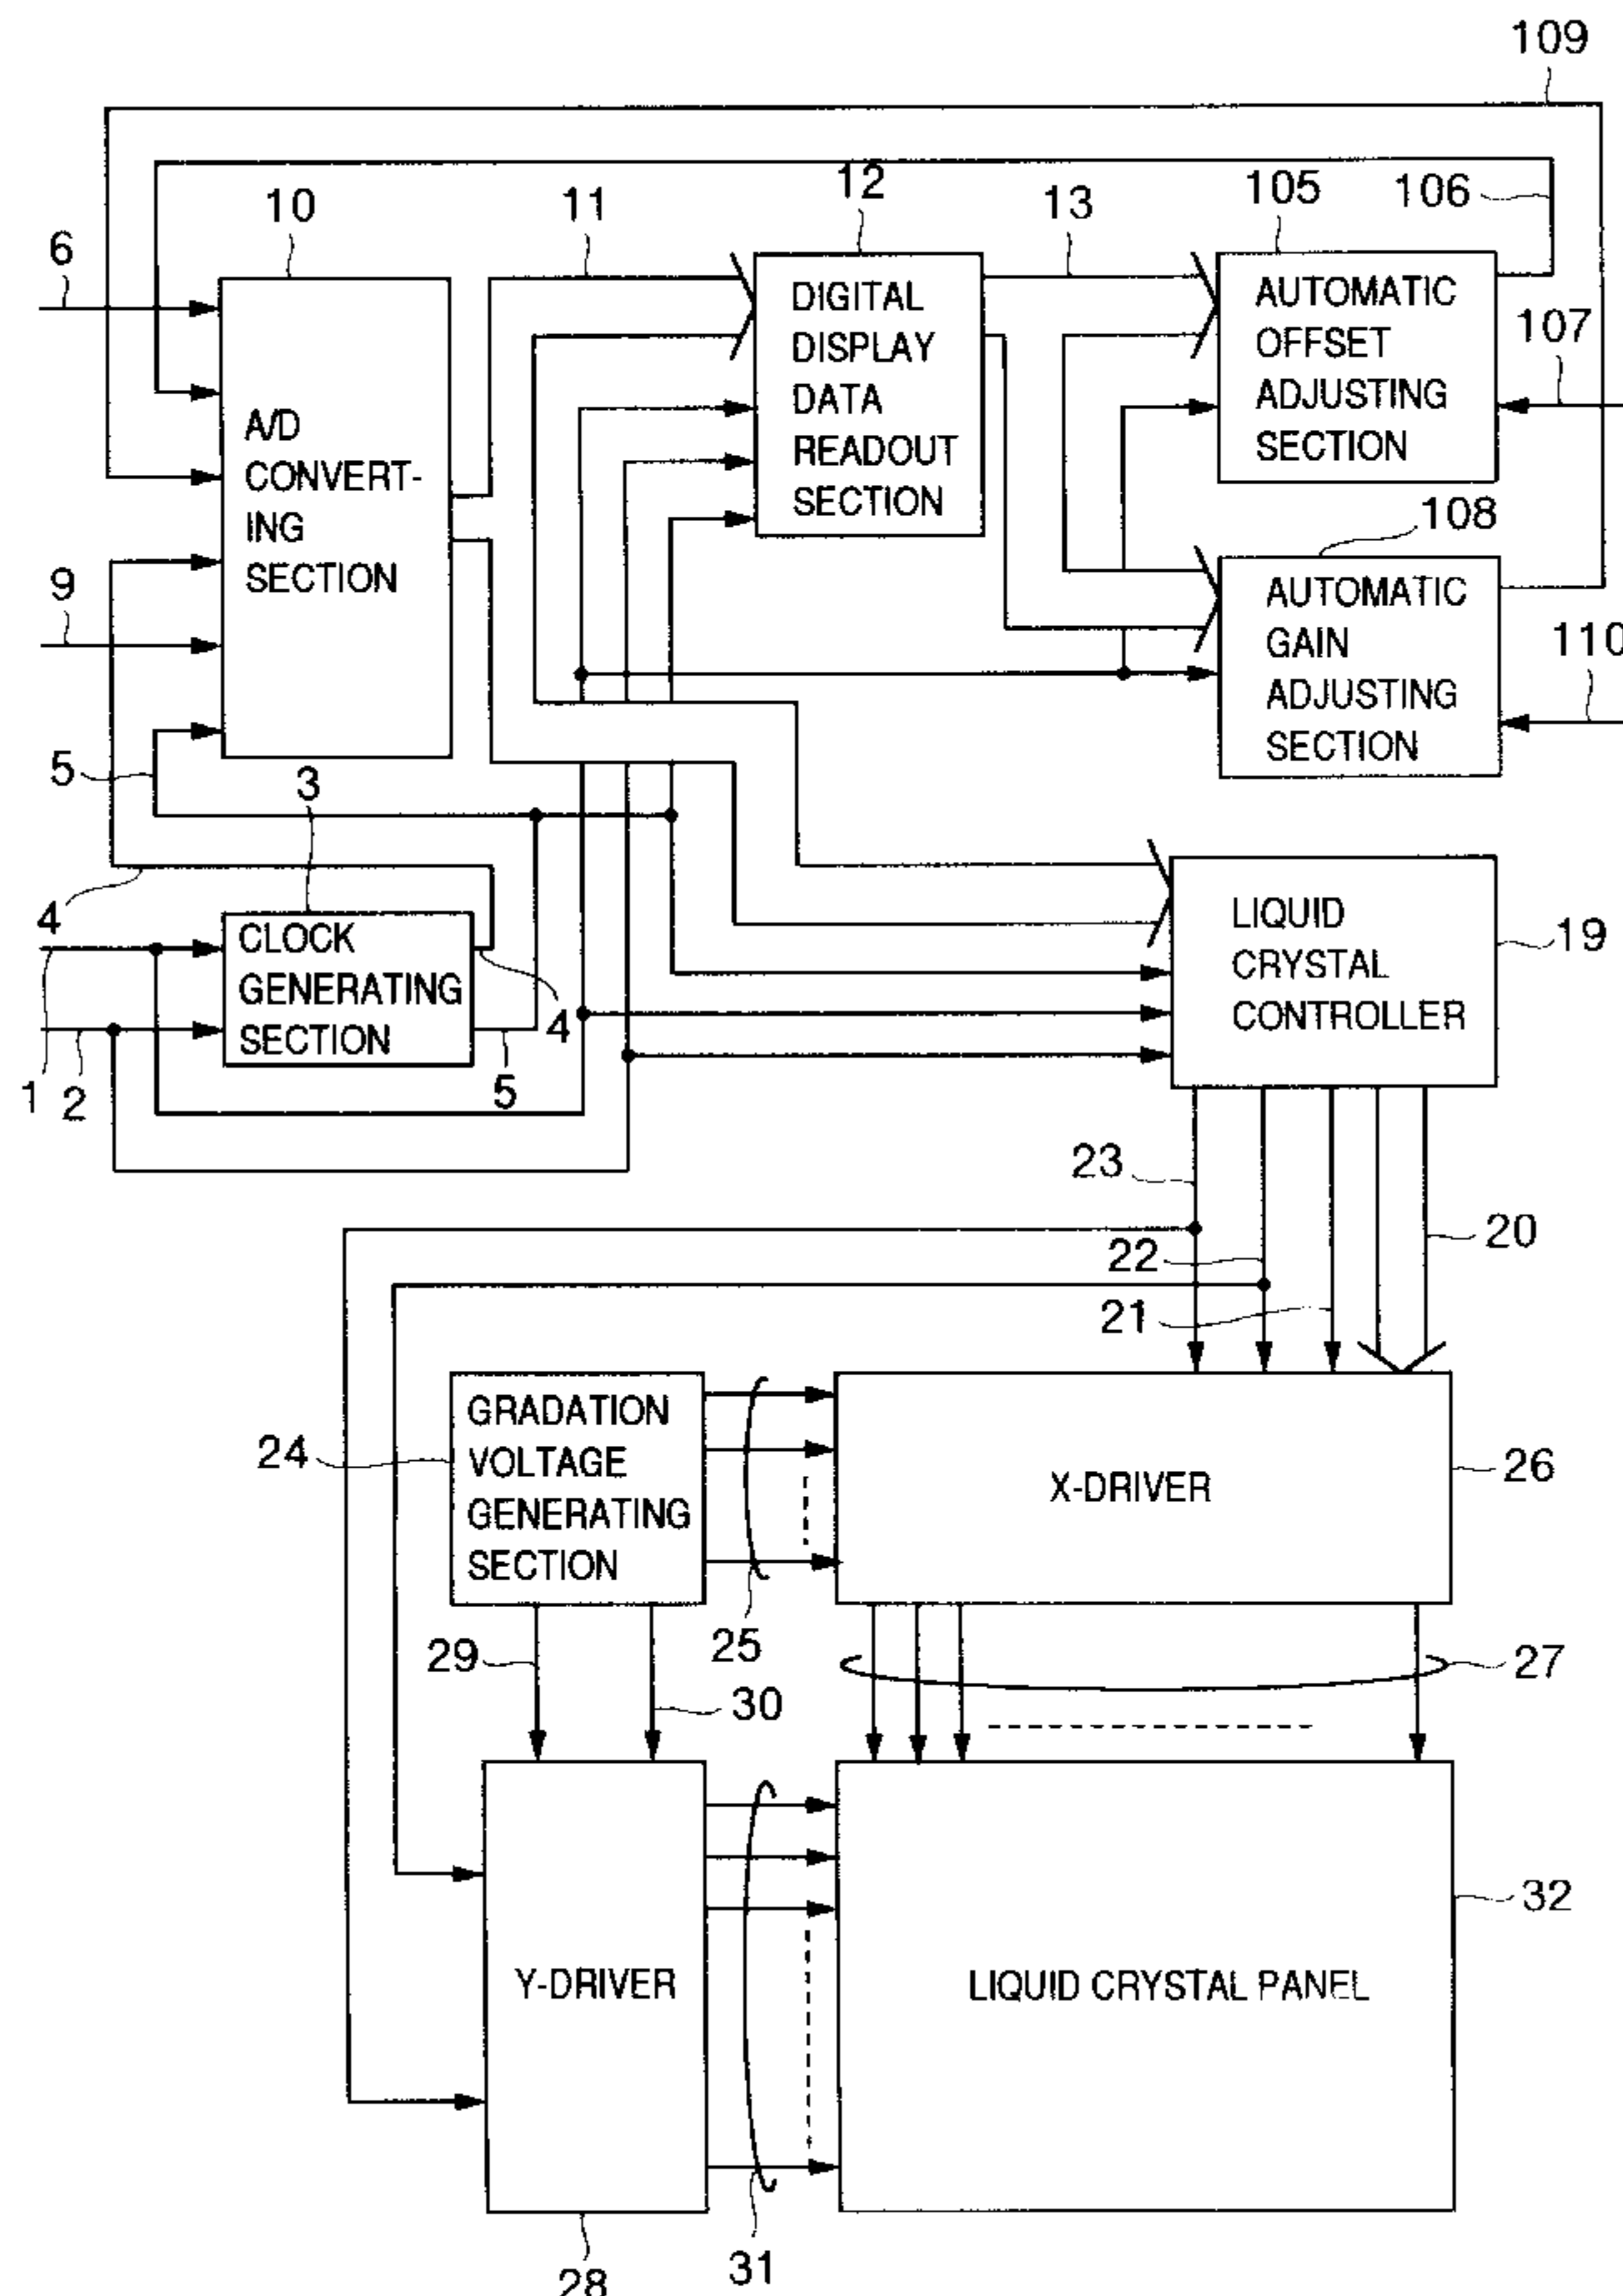 109
12
105
106
10
11
13
6
DIGITAL
DISPLAY
DATA
READOUT
SECTION
AUTOMATIC
OFFSET
ADJUSTING
SECTION
107
A/D
CONVERT-
ING
SECTION
108
9
AUTOMATIC
GAIN
ADJUSTING
SECTION
110
5
3
4
CLOCK
GENERATING
SECTION
4
5
1
2
LIQUID
CRYSTAL
CONTROLLER
19
23
22
21
20
GRADATION
VOLTAGE
GENERATING
SECTION
24
X-DRIVER
26
25
29
30
27
Y-DRIVER
LIQUID CRYSTAL PANEL
32
31
28